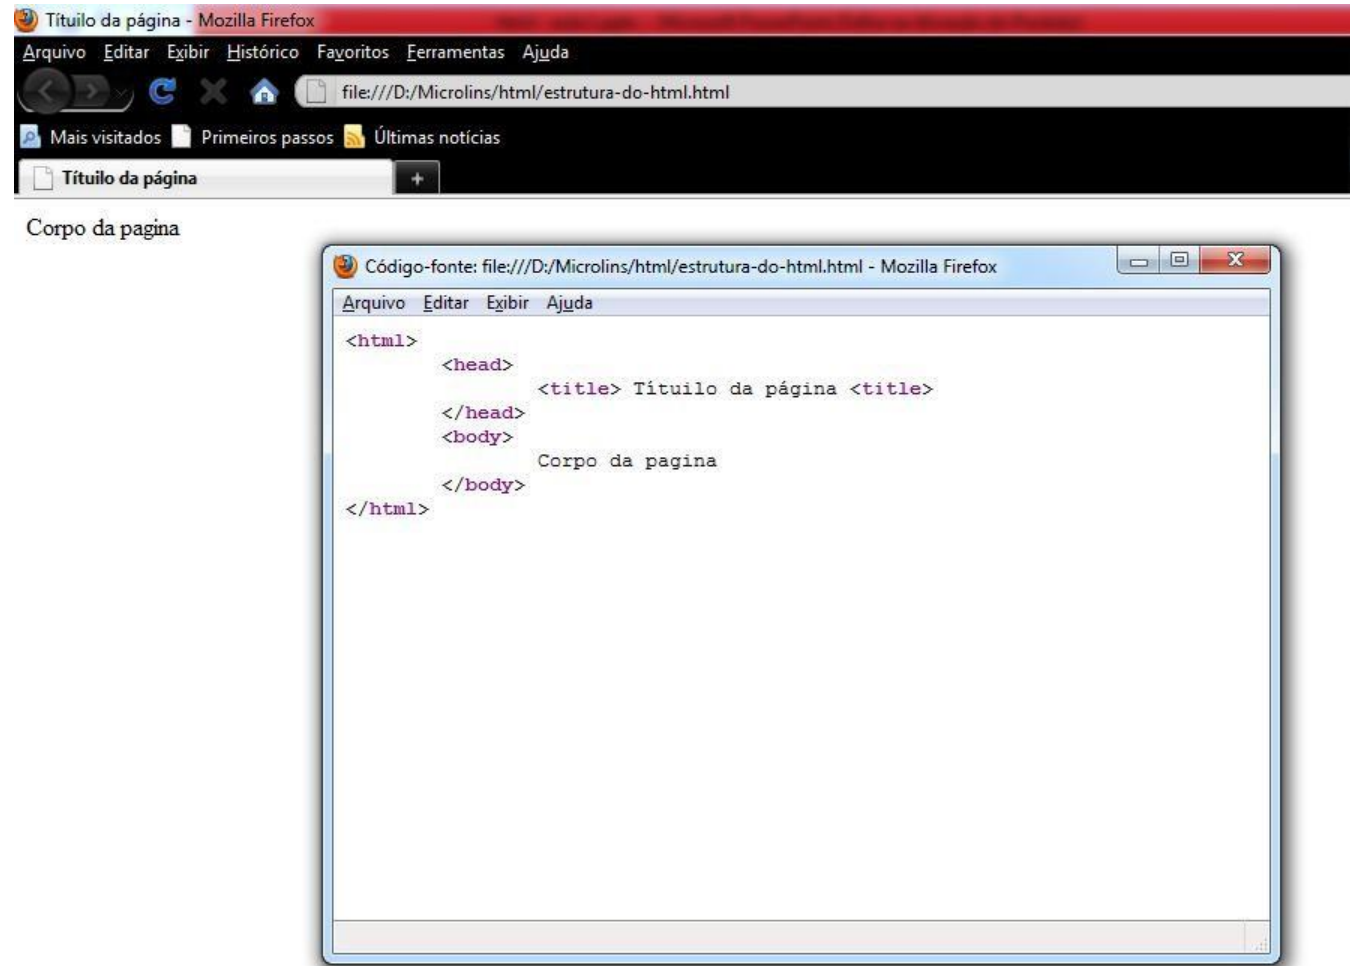 Títuilo da página - Mozilla Firefox
Arquivo Editar Exibir Histórico Favoritos Ferramentas Ajuda
file:///D:/Microlins/html/estrutura-do-html.html
Mais visitados Primeiros passos Últimas notícias
Títuilo da página +
Corpo da pagina
Código-fonte: file:///D:/Microlins/html/estrutura-do-html.html - Mozilla Firefox
Arquivo Editar Exibir Ajuda
<html>
<head>
<title> Títuilo da página <title>
</head>
<body>
Corpo da pagina
</body>
</html>